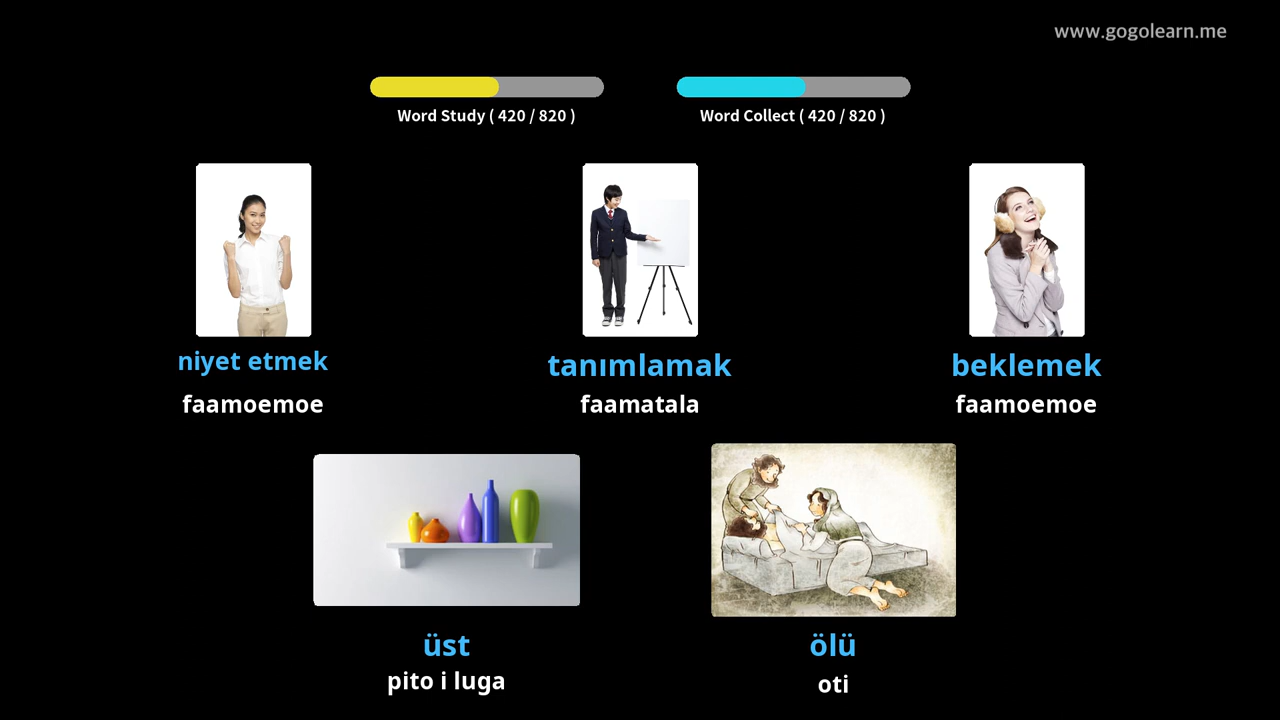 www.gogolearn.me
Word Study ( 420 / 820 )
Word Collect ( 420 / 820 )
niyet etmek
faamoemoe
tanımlamak
faamatala
beklemek
faamoemoe
üst
pito i luga
ölü
oti